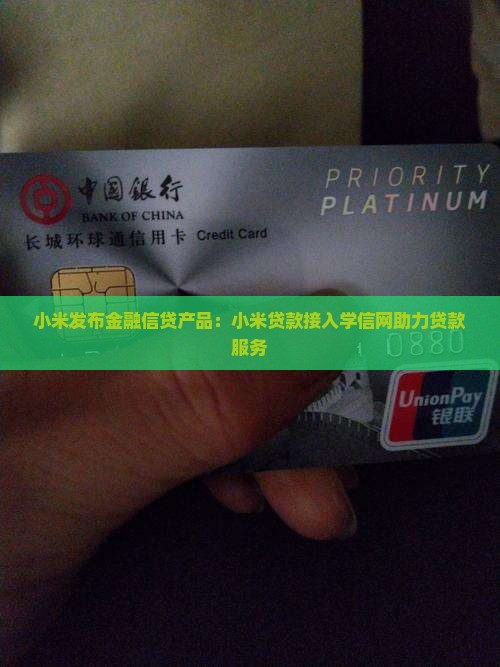 中國銀行
BANK OF CHINA
长城环球通信用卡 Credit Card
PRIORITY
PLATINUM
小米发布金融信贷产品：小米贷款接入学信网助力贷款
服务
0880
UnionPay
银联